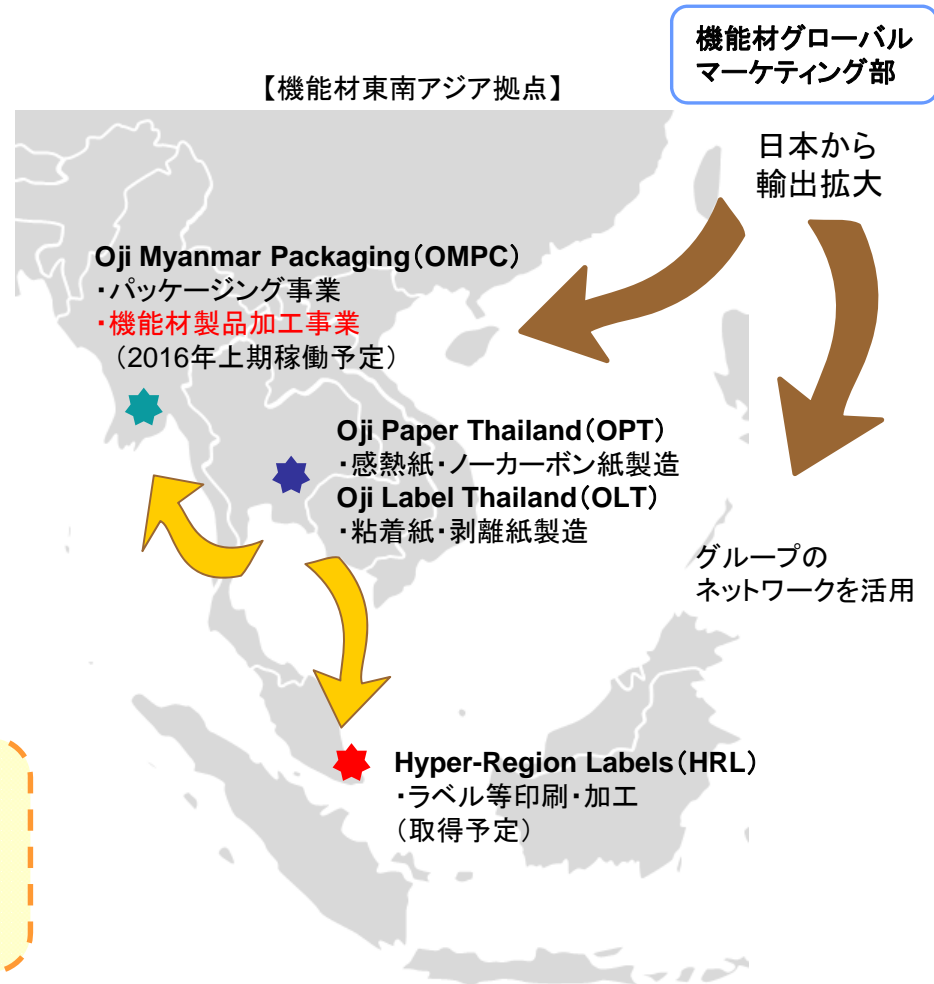 機能材グローバル
マーケティング部
【機能材東南アジア拠点】
日本から
輸出拡大
Oji Myanmar Packaging(OMPC)
・パッケージング事業
・機能材製品加工事業
(2016年上期稼働予定)
Oji Paper Thailand(OPT)
・感熱紙・ノーカーボン紙製造
Oji Label Thailand(OLT)
・粘着紙・剥離紙製造
グループの
ネットワークを活用
Hyper-Region Labels(HRL)
・ラベル等印刷・加工
(取得予定)